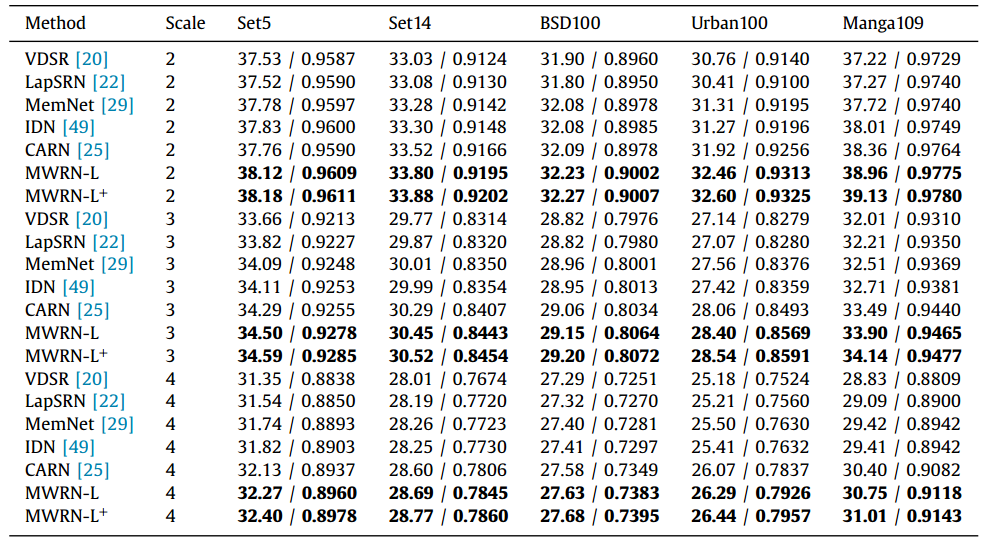 Method Scale Set5 Set14 BSD100 Urban100 Manga109
VDSR [20] 2 37.53 / 0.9587 33.03 / 0.9124 31.90 / 0.8960 30.76 / 0.9140 37.22 / 0.9729
LapSRN [22] 2 37.52 / 0.9590 33.08 / 0.9130 31.80 / 0.8950 30.41 / 0.9100 37.27 / 0.9740
MemNet [29] 2 37.78 / 0.9597 33.28 / 0.9142 32.08 / 0.8978 31.31 / 0.9195 37.72 / 0.9740
IDN [49] 2 37.83 / 0.9600 33.30 / 0.9148 32.08 / 0.8985 31.27 / 0.9196 38.01 / 0.9749
CARN [25] 2 37.76 / 0.9590 33.52 / 0.9166 32.09 / 0.8978 31.92 / 0.9256 38.36 / 0.9764
MWRN-L 2 38.12 / 0.9609 33.80 / 0.9195 32.23 / 0.9002 32.46 / 0.9313 38.96 / 0.9775
MWRN-L⁺ 2 38.18 / 0.9611 33.88 / 0.9202 32.27 / 0.9007 32.60 / 0.9325 39.13 / 0.9780
VDSR [20] 3 33.66 / 0.9213 29.77 / 0.8314 28.82 / 0.7976 27.14 / 0.8279 32.01 / 0.9310
LapSRN [22] 3 33.82 / 0.9227 29.87 / 0.8320 28.82 / 0.7980 27.07 / 0.8280 32.21 / 0.9350
MemNet [29] 3 34.09 / 0.9248 30.01 / 0.8350 28.96 / 0.8001 27.56 / 0.8376 32.51 / 0.9369
IDN [49] 3 34.11 / 0.9253 29.99 / 0.8354 28.95 / 0.8013 27.42 / 0.8359 32.71 / 0.9381
CARN [25] 3 34.29 / 0.9255 30.29 / 0.8407 29.06 / 0.8034 28.06 / 0.8493 33.49 / 0.9440
MWRN-L 3 34.50 / 0.9278 30.45 / 0.8443 29.15 / 0.8064 28.40 / 0.8569 33.90 / 0.9465
MWRN-L⁺ 3 34.59 / 0.9285 30.52 / 0.8454 29.20 / 0.8072 28.54 / 0.8591 34.14 / 0.9477
VDSR [20] 4 31.35 / 0.8838 28.01 / 0.7674 27.29 / 0.7251 25.18 / 0.7524 28.83 / 0.8809
LapSRN [22] 4 31.54 / 0.8850 28.19 / 0.7720 27.32 / 0.7270 25.21 / 0.7560 29.09 / 0.8900
MemNet [29] 4 31.74 / 0.8893 28.26 / 0.7723 27.40 / 0.7281 25.50 / 0.7630 29.42 / 0.8942
IDN [49] 4 31.82 / 0.8903 28.25 / 0.7730 27.41 / 0.7297 25.41 / 0.7632 29.41 / 0.8942
CARN [25] 4 32.13 / 0.8937 28.60 / 0.7806 27.58 / 0.7349 26.07 / 0.7837 30.40 / 0.9082
MWRN-L 4 32.27 / 0.8960 28.69 / 0.7845 27.63 / 0.7383 26.29 / 0.7926 30.75 / 0.9118
MWRN-L⁺ 4 32.40 / 0.8978 28.77 / 0.7860 27.68 / 0.7395 26.44 / 0.7957 31.01 / 0.9143